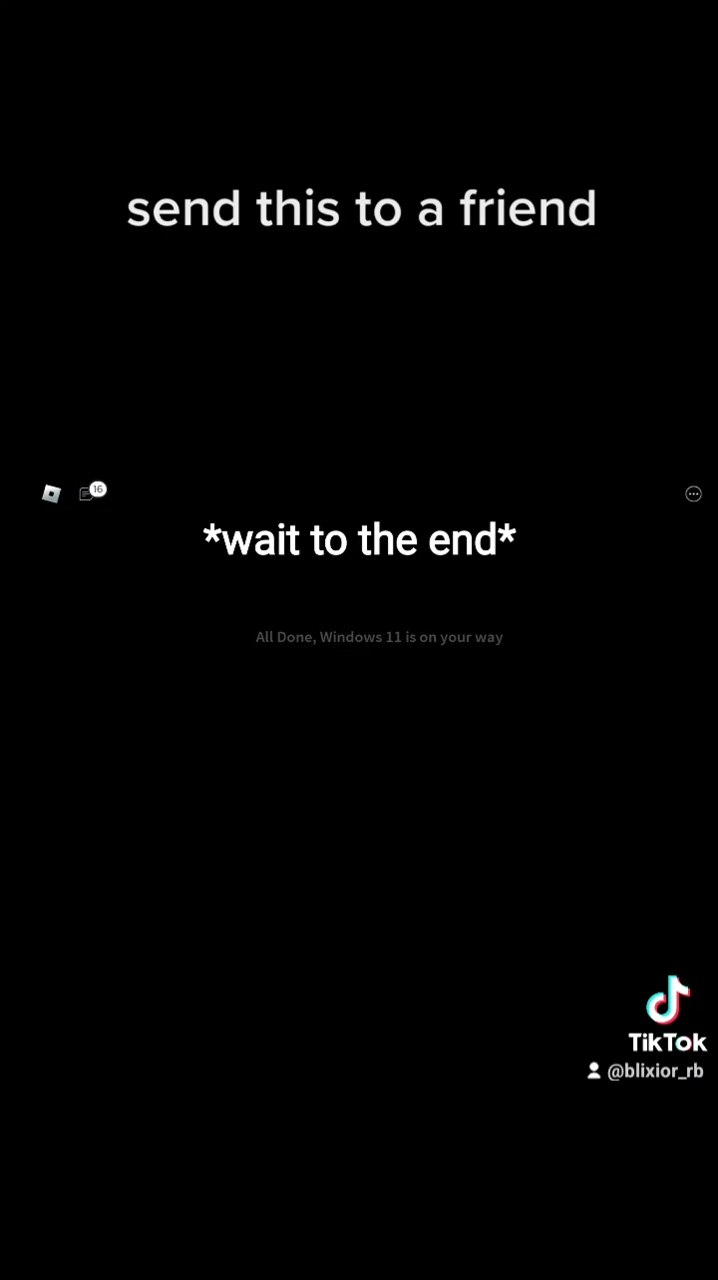 send this to a friend
16
*wait to the end*
All Done, Windows 11 is on your way
TikTok
@blixior_rb